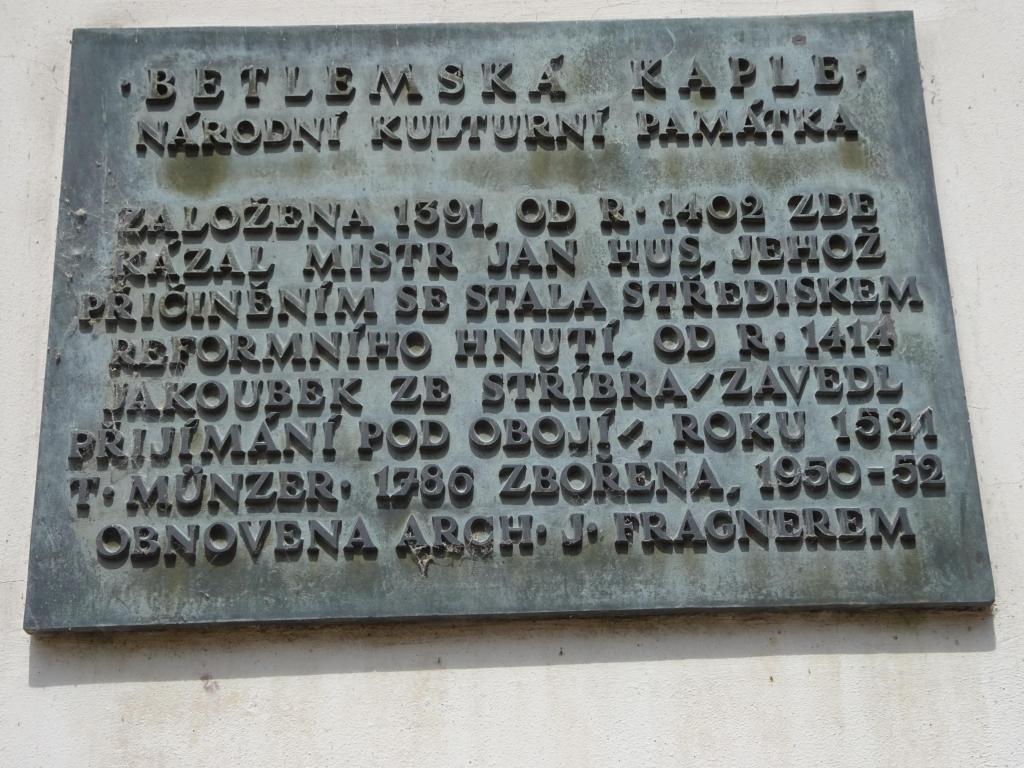 · BETLEMSKÁ KAPLE ·
NÁRODNÍ KULTURNÍ PAMÁTKA
ZALOŽENA 1391, OD R· 1402 ZDE
KÁZAL MISTR JAN HUS, JEHOŽ
PŘIČINĚNÍM SE STALA STŘEDISKEM
REFORMNÍHO HNUTÍ, OD R· 1414
JAKOUBEK ZE STŘÍBRA ZAVEDL
PŘIJÍMÁNÍ POD OBOJÍ, ROKU 1521
T· MÜNZER· 1786 ZBOŘENA, 1950-52
OBNOVENA ARCH· J· FRAGNEREM